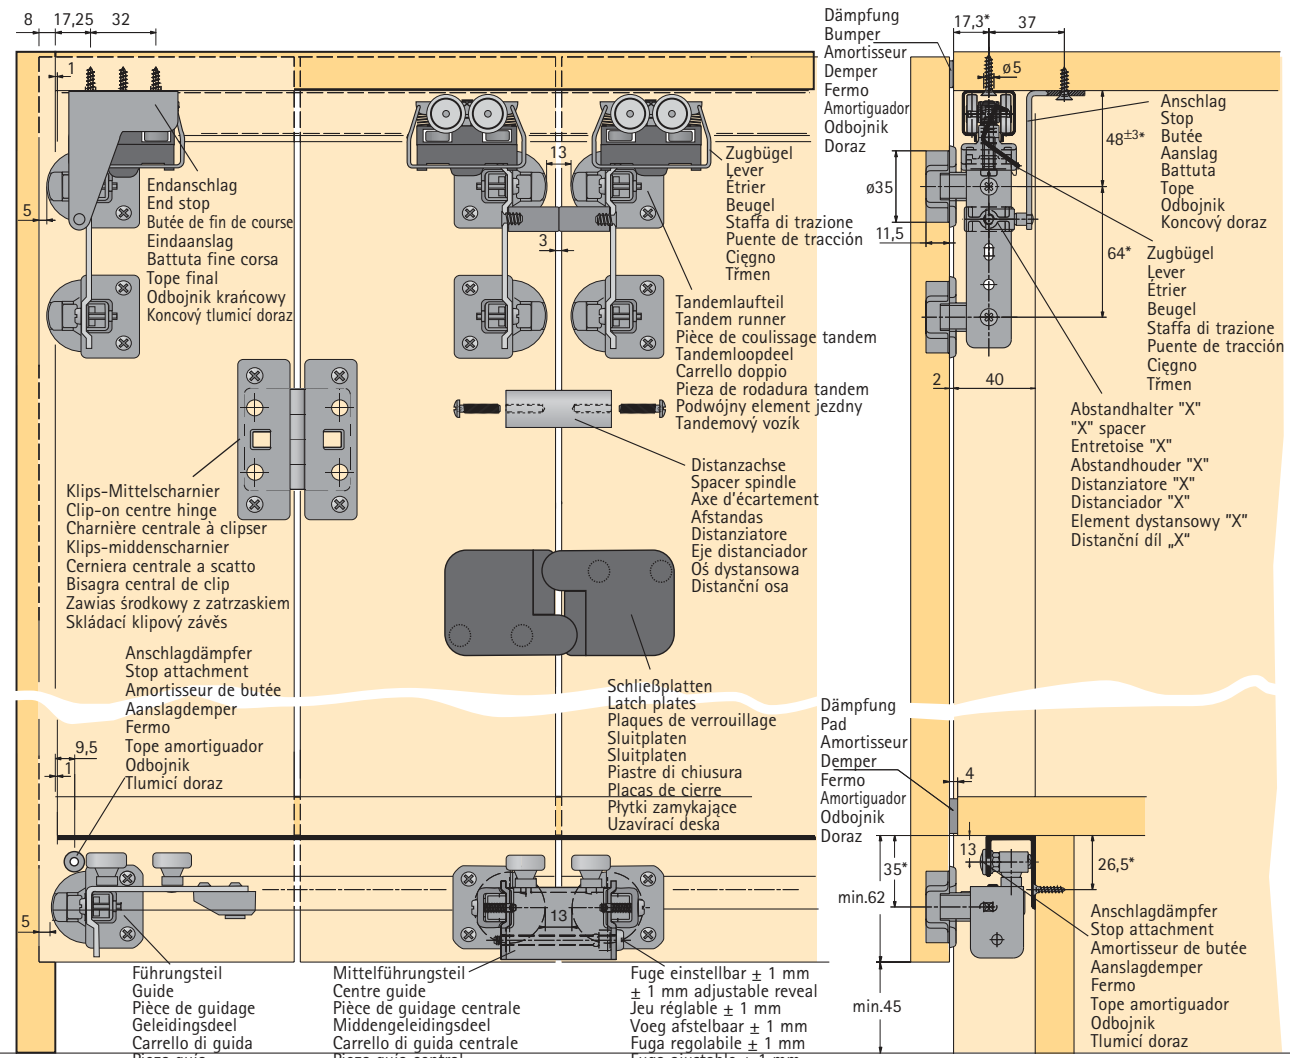 8 17,25 32
1
Endanschlag
End stop
Butée de fin de course
Eindaanslag
Battuta fine corsa
Tope final
Odbojnik krańcowy
Koncový tlumicí doraz
5
13
3
Zugbügel
Lever
Étrier
Beugel
Staffa di trazione
Puente de tracción
Cięgno
Třmen
Tandemlaufteil
Tandem runner
Pièce de coulissage tandem
Tandemloopdeel
Carrello doppio
Pieza de rodadura tandem
Podwójny element jezdny
Tandemový vozík
Klips-Mittelscharnier
Clip-on centre hinge
Charnière centrale à clipser
Klips-middenscharnier
Cerniera centrale a scatto
Bisagra central de clip
Zawias środkowy z zatrzaskiem
Skládací klipový závěs
Distanzachse
Spacer spindle
Axe d'écartement
Afstandas
Distanziatore
Eje distanciador
Oś dystansowa
Distanční osa
Anschlagdämpfer
Stop attachment
Amortisseur de butée
Aanslagdemper
Fermo
Tope amortiguador
Odbojnik
Tlumicí doraz
9,5
1
Schließplatten
Latch plates
Plaques de verrouillage
Sluitplaten
Sluitplaten
Piastre di chiusura
Placas de cierre
Płytki zamykające
Uzavírací deska
5
13
Führungsteil
Guide
Pièce de guidage
Geleidingsdeel
Carrello di guida
Pieza guía
Mittelführungsteil
Centre guide
Pièce de guidage centrale
Middengeleidingsdeel
Carrello di guida centrale
Pieza guía central
Fuge einstellbar ± 1 mm
± 1 mm adjustable reveal
Jeu réglable ± 1 mm
Voeg afstelbaar ± 1 mm
Fuga regolabile ± 1 mm
Fuga ajustable ± 1 mm
Dämpfung
Bumper
Amortisseur
Demper
Fermo
Amortiguador
Odbojnik
Doraz
17,3* 37
ø5
48±3*
ø35
11,5
64*
2 40
Anschlag
Stop
Butée
Aanslag
Battuta
Tope
Odbojnik
Koncový doraz
Zugbügel
Lever
Étrier
Beugel
Staffa di trazione
Puente de tracción
Cięgno
Třmen
Abstandhalter "X"
"X" spacer
Entretoise "X"
Abstandhouder "X"
Distanziatore "X"
Distanciador "X"
Element dystansowy "X"
Distanční díl „X"
Dämpfung
Pad
Amortisseur
Demper
Fermo
Amortiguador
Odbojnik
Doraz
4
13
35*
26,5*
min.62
min.45
Anschlagdämpfer
Stop attachment
Amortisseur de butée
Aanslagdemper
Fermo
Tope amortiguador
Odbojnik
Tlumicí doraz